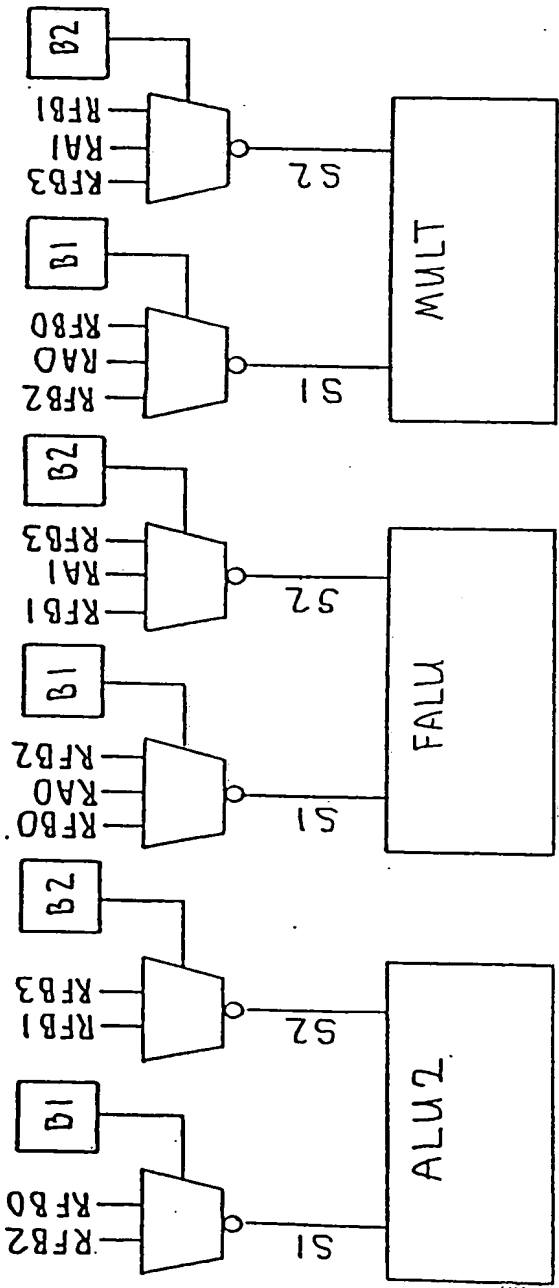 B2
RFB1
RA1
RFB3
S2
B1
RFB0
RA0
RFB2
S1
MULT
B2
RFB3
RA1
RFB1
S2
B1
RFB2
RA0
RFB0
S1
FALU
B2
RFB3
RFB1
S2
B1
RFB0
RFB2
S1
ALU2